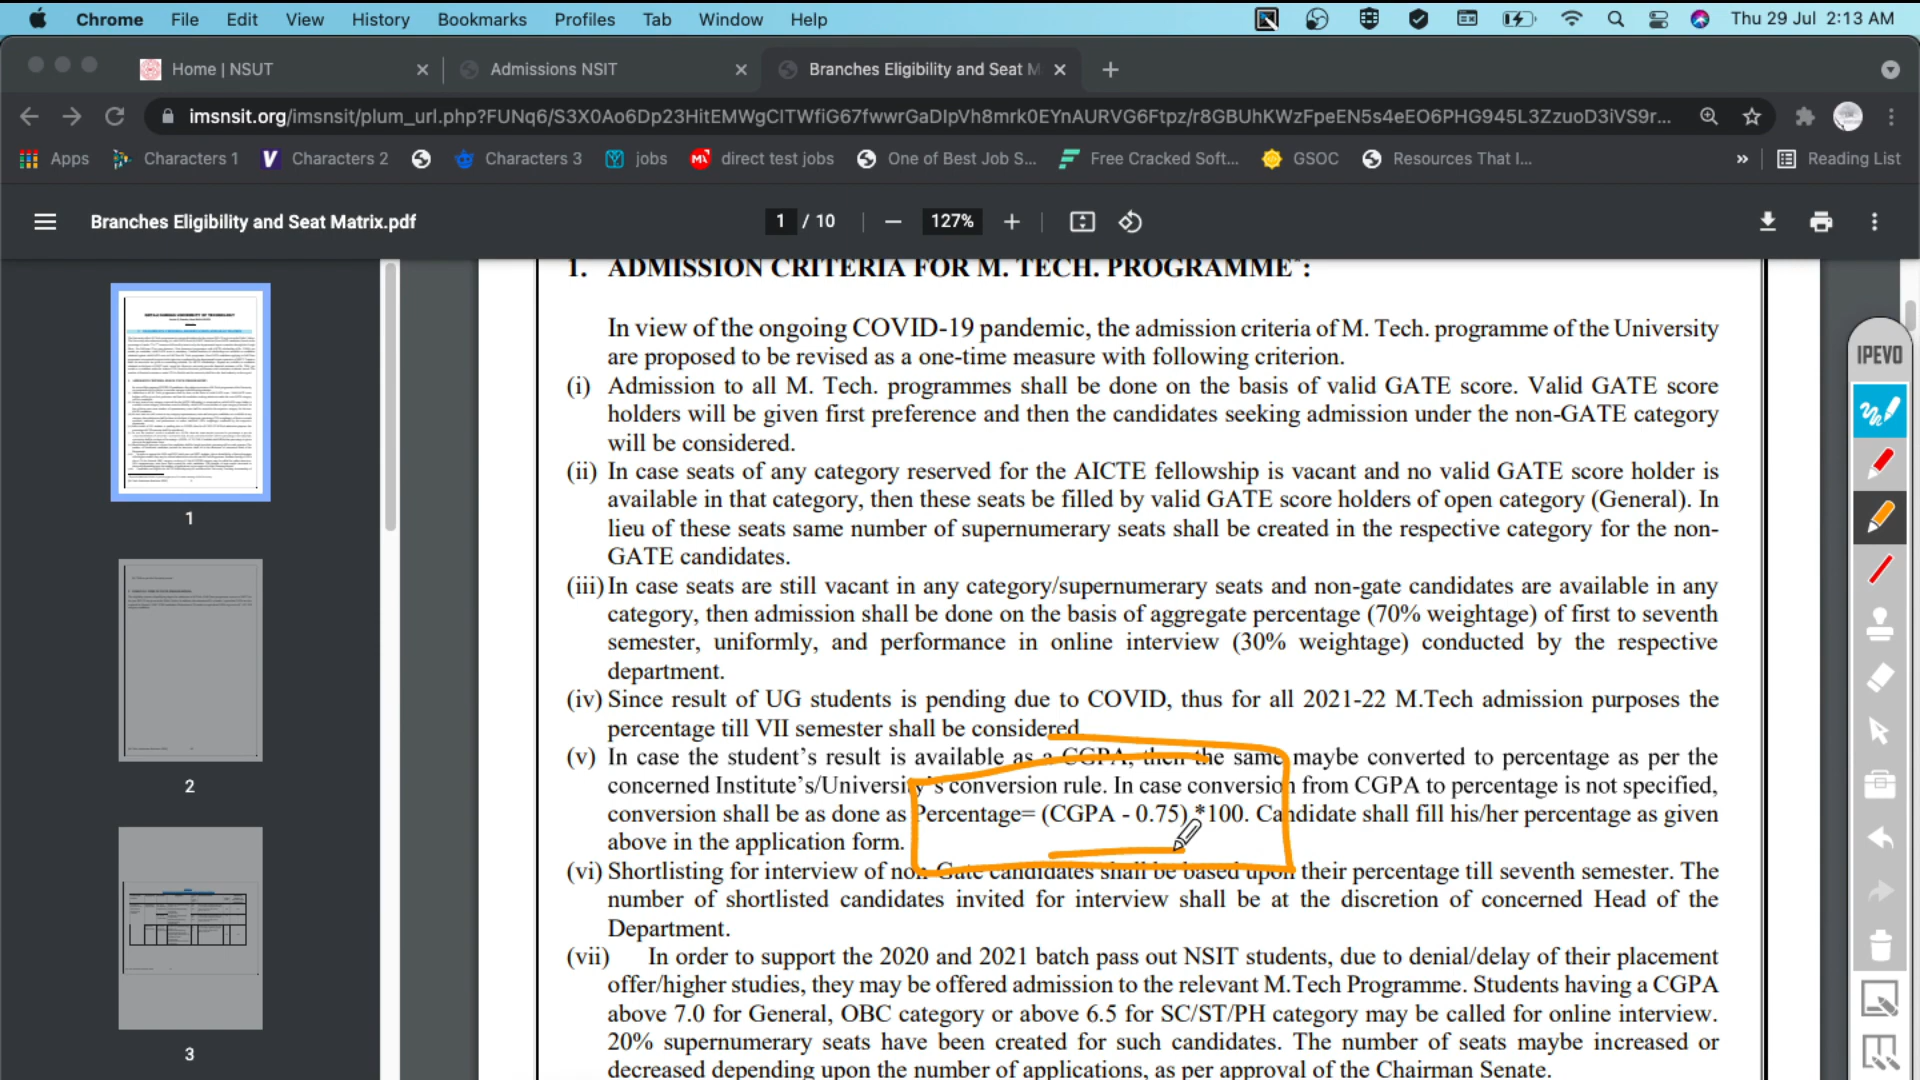 Chrome File Edit View History Bookmarks Profiles Tab Window Help Thu 29 Jul 2:13 AM
Home | NSUT Admissions NSIT Branches Eligibility and Seat M
imsnsit.org/imsnsit/plum_url.php?FUNq6/S3X0Ao6Dp23HitEMWgCITWfiG67fwwrGaDIpVh8mrk0EYnAURVG6Ftpz/r8GBUhKWzFpeEN5s4eEO6PHG945L3ZzuoD3iVS9r...
Apps Characters 1 Characters 2 Characters 3 jobs direct test jobs One of Best Job S... Free Cracked Soft... GSOC Resources That I... » Reading List
Branches Eligibility and Seat Matrix.pdf 1 / 10 127%
1. ADMISSION CRITERIA FOR M. TECH. PROGRAMME*:
In view of the ongoing COVID-19 pandemic, the admission criteria of M. Tech. programme of the University
are proposed to be revised as a one-time measure with following criterion.
(i) Admission to all M. Tech. programmes shall be done on the basis of valid GATE score. Valid GATE score
holders will be given first preference and then the candidates seeking admission under the non-GATE category
will be considered.
(ii) In case seats of any category reserved for the AICTE fellowship is vacant and no valid GATE score holder is
available in that category, then these seats be filled by valid GATE score holders of open category (General). In
lieu of these seats same number of supernumerary seats shall be created in the respective category for the non-
GATE candidates.
(iii) In case seats are still vacant in any category/supernumerary seats and non-gate candidates are available in any
category, then admission shall be done on the basis of aggregate percentage (70% weightage) of first to seventh
semester, uniformly, and performance in online interview (30% weightage) conducted by the respective
department.
(iv) Since result of UG students is pending due to COVID, thus for all 2021-22 M.Tech admission purposes the
percentage till VII semester shall be considered.
(v) In case the student's result is available as a CGPA, then the same maybe converted to percentage as per the
concerned Institute's/University's conversion rule. In case conversion from CGPA to percentage is not specified,
conversion shall be as done as Percentage= (CGPA - 0.75) *100. Candidate shall fill his/her percentage as given
above in the application form.
(vi) Shortlisting for interview of non-Gate candidates shall be based upon their percentage till seventh semester. The
number of shortlisted candidates invited for interview shall be at the discretion of concerned Head of the
Department.
(vii) In order to support the 2020 and 2021 batch pass out NSIT students, due to denial/delay of their placement
offer/higher studies, they may be offered admission to the relevant M.Tech Programme. Students having a CGPA
above 7.0 for General, OBC category or above 6.5 for SC/ST/PH category may be called for online interview.
20% supernumerary seats have been created for such candidates. The number of seats maybe increased or
decreased depending upon the number of applications, as per approval of the Chairman Senate.
1
2
3
IPEVO